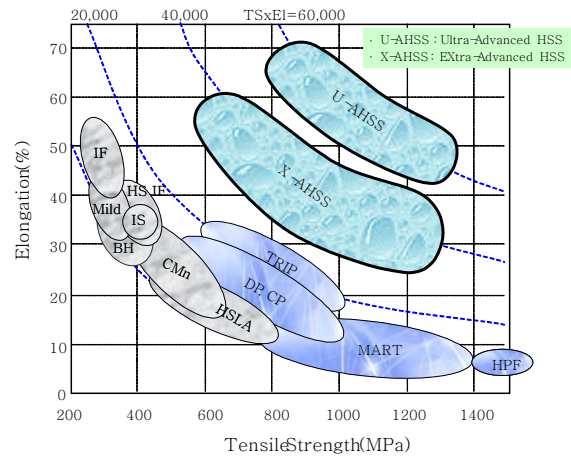 20,000 40,000 TSxEl=60,000
· U-AHSS : Ultra-Advanced HSS
· X-AHSS : EXtra-Advanced HSS
70
60
50
40
30
20
10
0
Elongation(%)
U-AHSS
X-AHSS
IF
HS IF
Mild
IS
BH
CMn
TRIP
DP, CP
HSLA
MART
HPF
200 400 600 800 1000 1200 1400
TensileStrength(MPa)